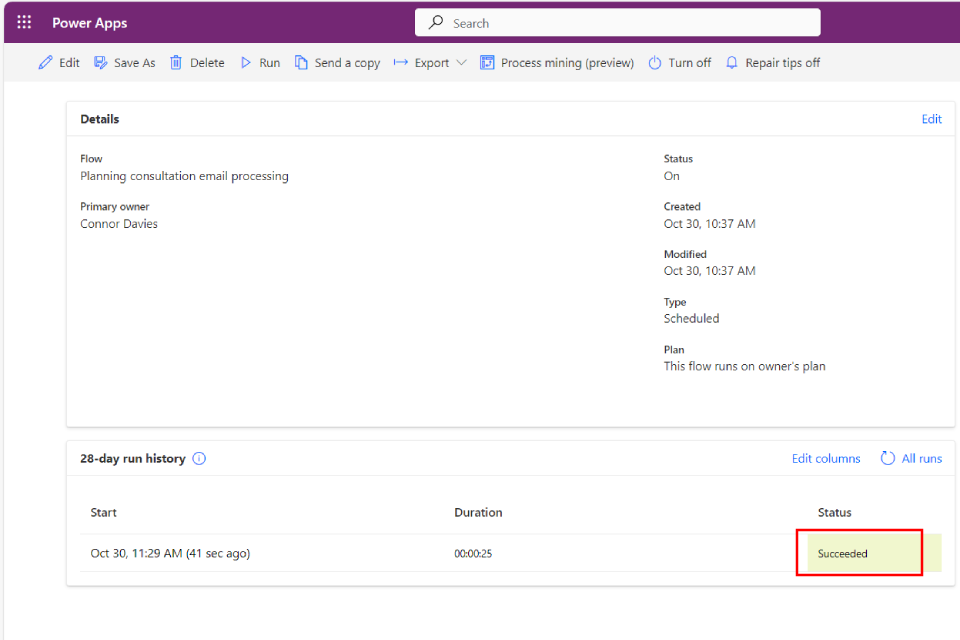 Power Apps
Search
Edit Save As Delete Run Send a copy Export Process mining (preview) Turn off Repair tips off
Details Edit
Flow
Planning consultation email processing
Primary owner
Connor Davies
Status
On
Created
Oct 30, 10:37 AM
Modified
Oct 30, 10:37 AM
Type
Scheduled
Plan
This flow runs on owner's plan
28-day run history Edit columns All runs
Start Duration Status
Oct 30, 11:29 AM (41 sec ago) 00:00:25 Succeeded